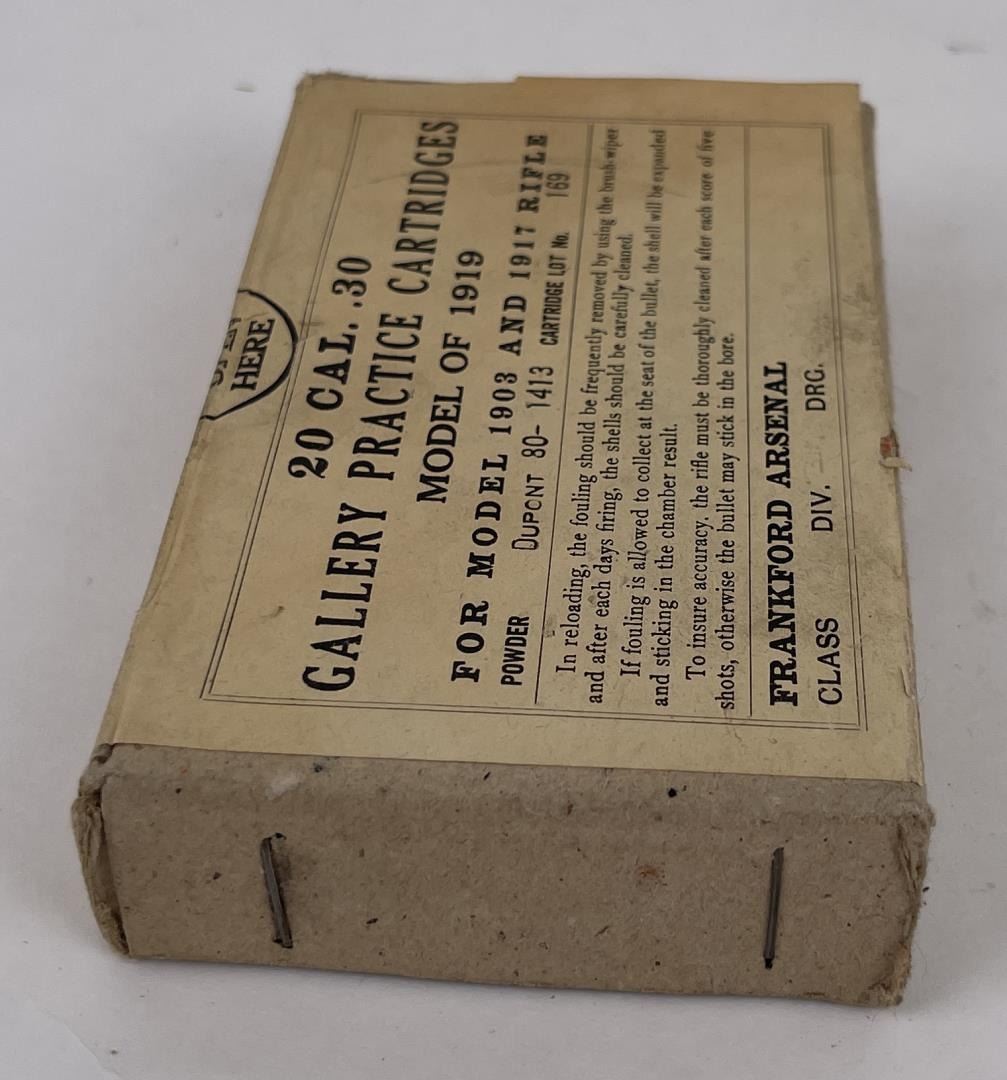 HERE
20 CAL. .30
GALLERY PRACTICE CARTRIDGES
MODEL OF 1919
FOR MODEL 1903 AND 1917 RIFLE
POWDER DUPONT 80- 1413 CARTRIDGE LOT No. 169
In reloading, the fouling should be frequently removed by using the brush-wiper
and after each days firing, the shells should be carefully cleaned.
If fouling is allowed to collect at the seat of the bullet, the shell will be expanded
and sticking in the chamber result.
To insure accuracy, the rifle must be thoroughly cleaned after each score of five
shots, otherwise the bullet may stick in the bore.
FRANKFORD ARSENAL
CLASS DIV. DRG.